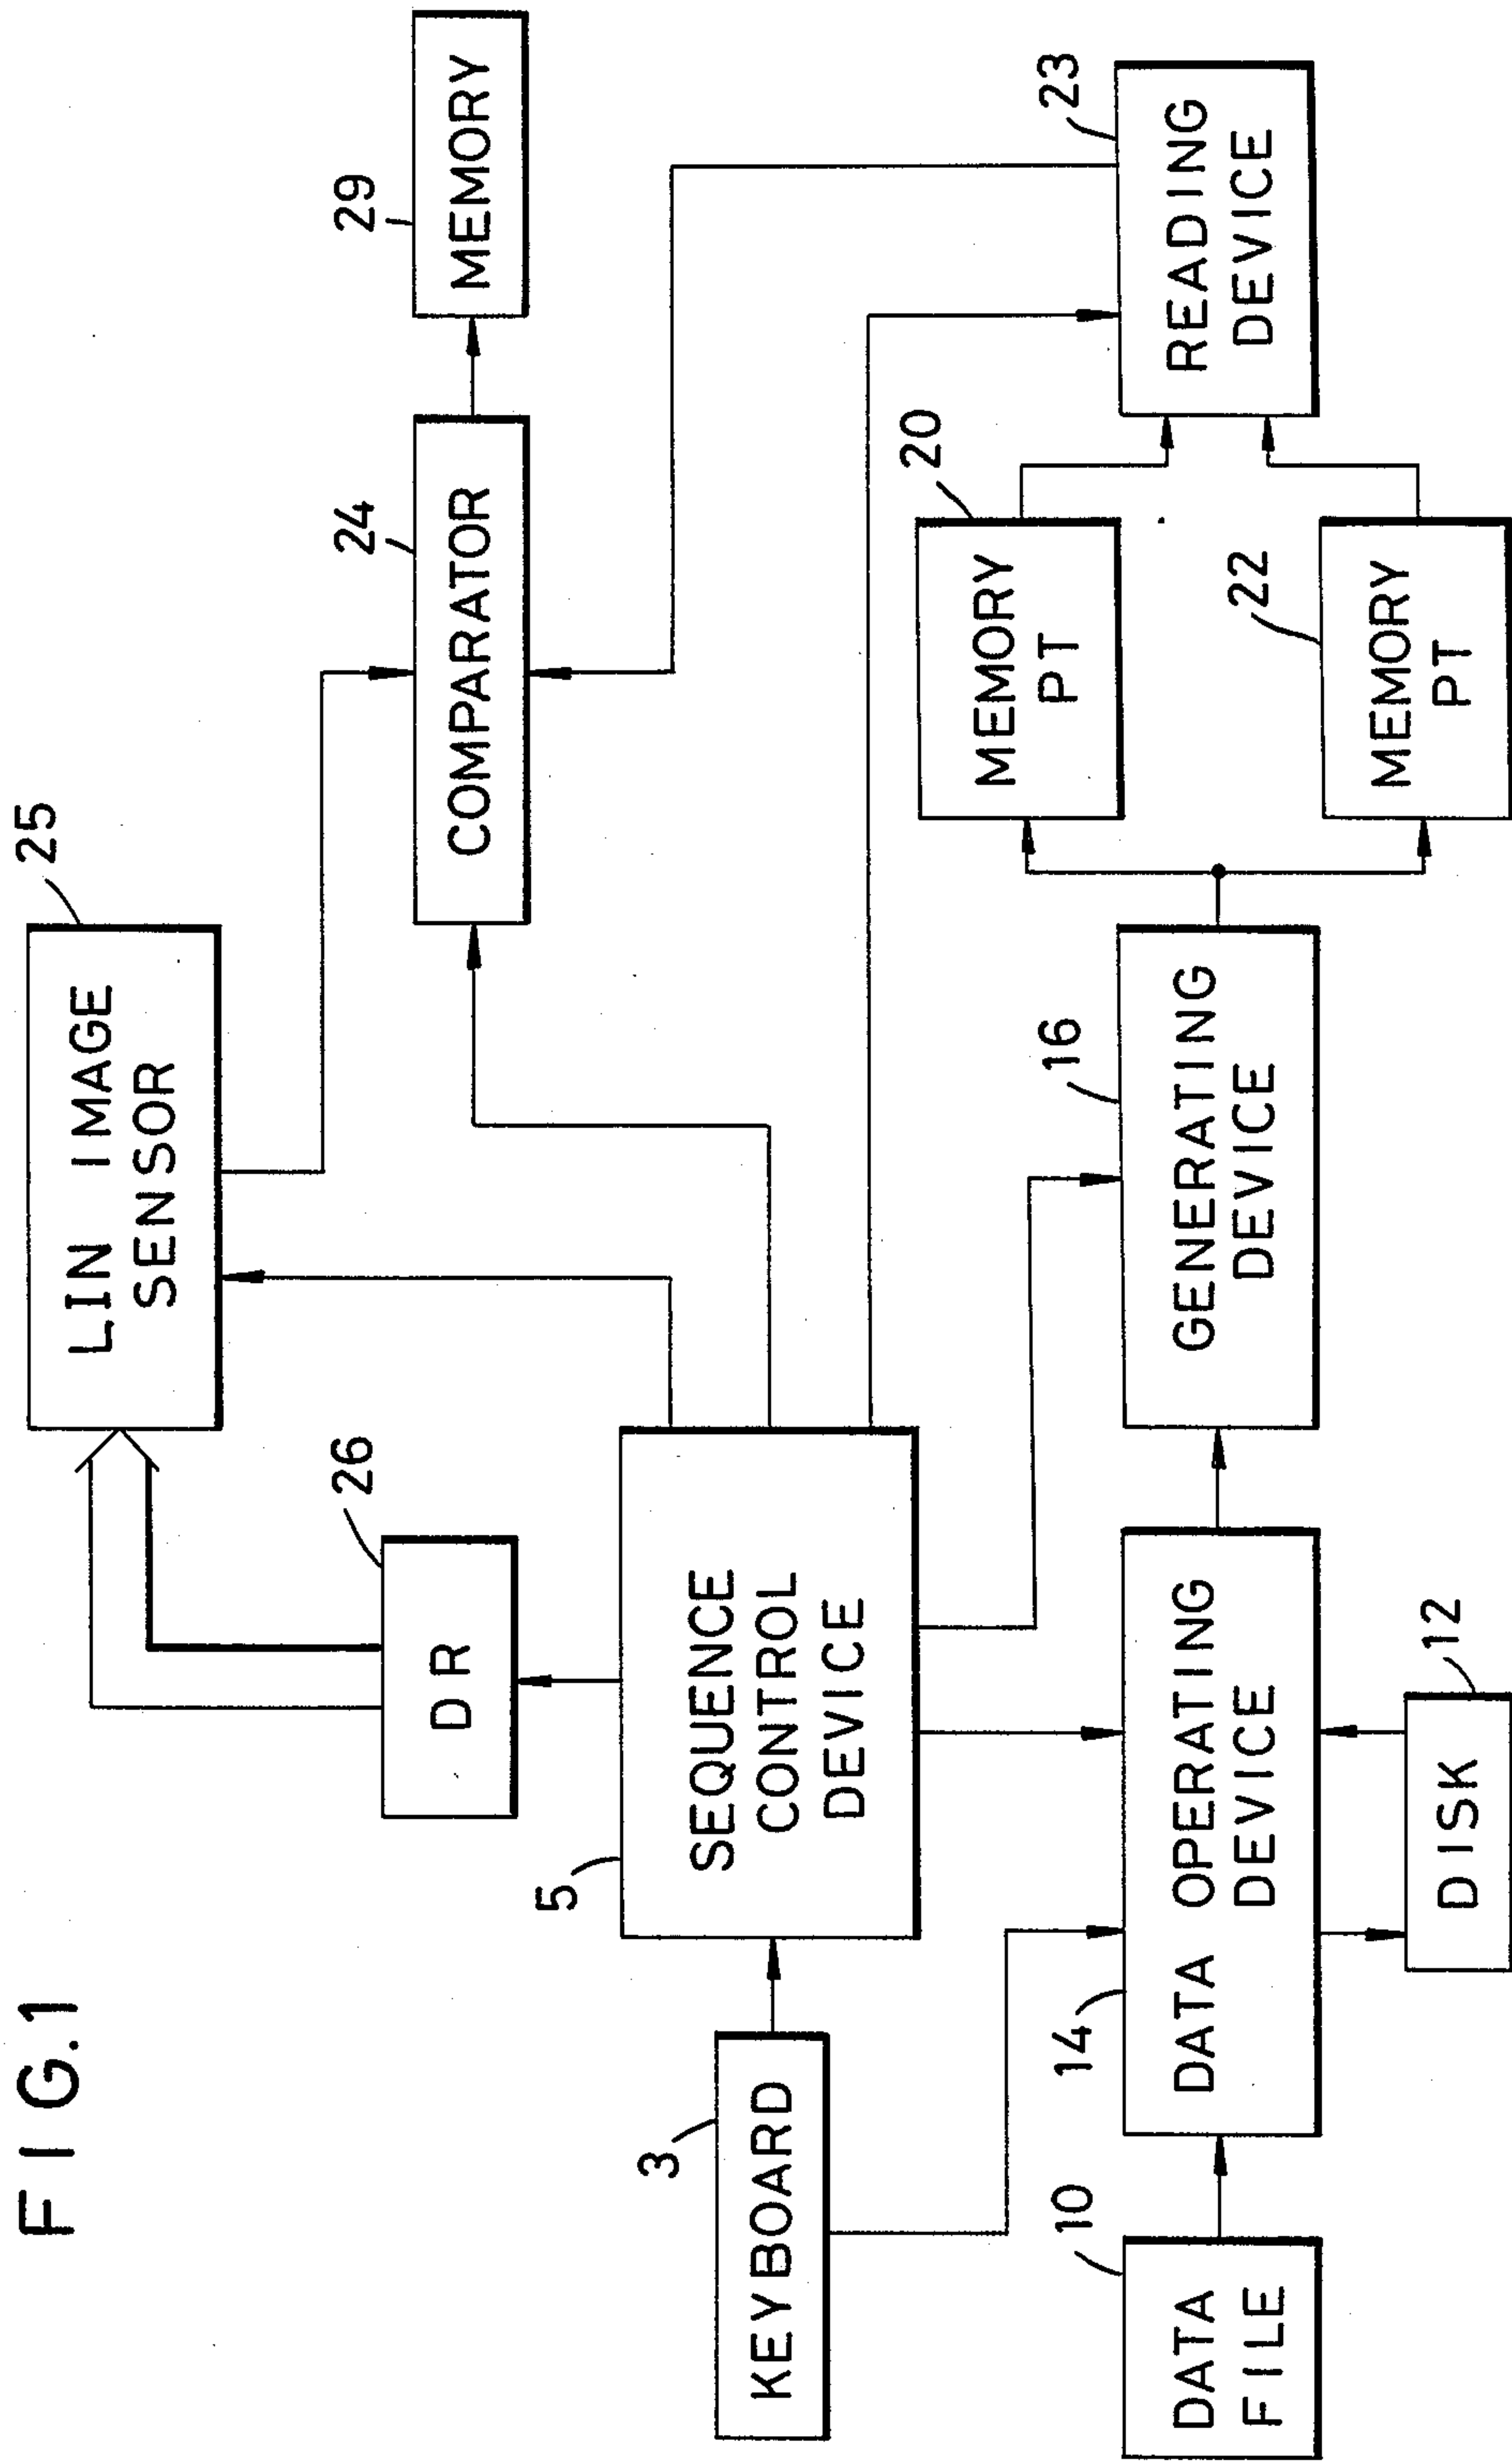 FIG.1
25
LIN IMAGE
SENSOR
26
DR
24
COMPARATOR
29
MEMORY
3
KEYBOARD
5
SEQUENCE
CONTROL
DEVICE
10
DATA
FILE
14
DATA OPERATING
DEVICE
12
DISK
16
GENERATING
DEVICE
20
MEMORY
PT
22
MEMORY
PT
23
READING
DEVICE